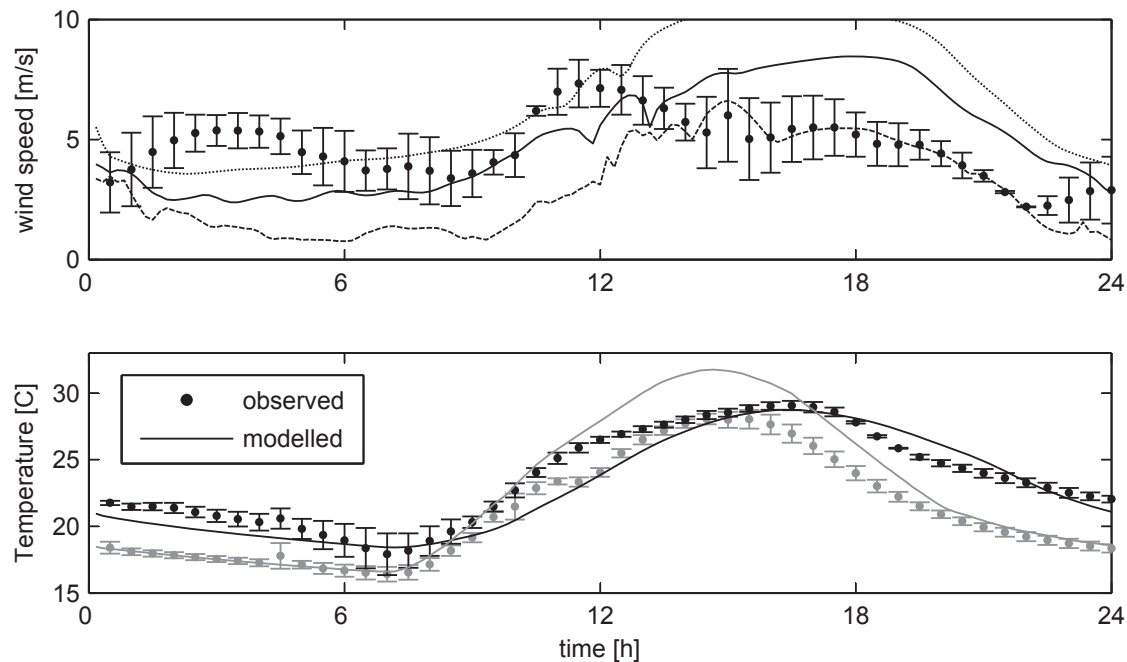 10
5
0
wind speed [m/s]
0 6 12 18 24
30
25
20
15
Temperature [C]
observed
modelled
0 6 12 18 24
time [h]